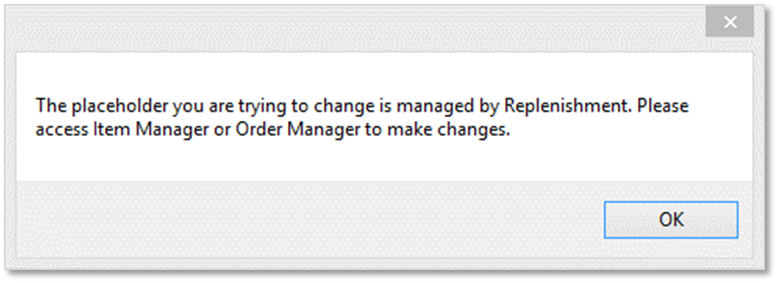 The placeholder you are trying to change is managed by Replenishment. Please
access Item Manager or Order Manager to make changes.
OK